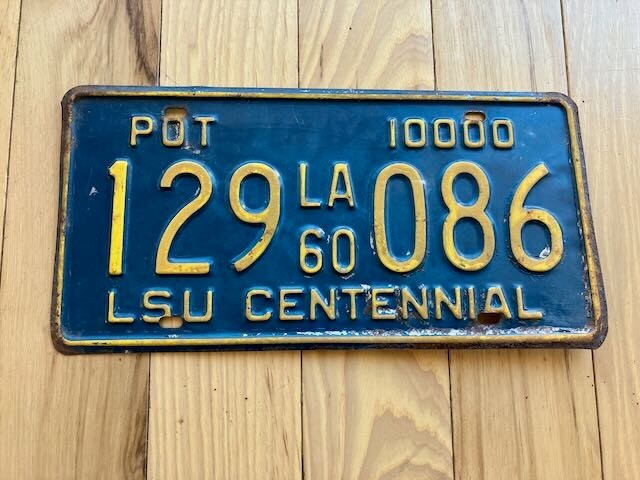 POT 10000
129 LA 60 086
LSU CENTENNIAL